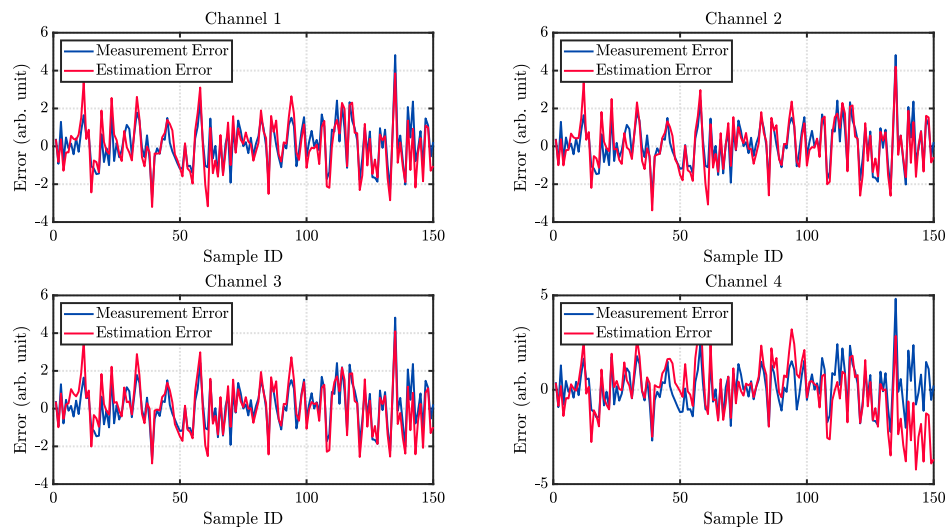 Channel 1
Error (arb. unit)
6
4
2
0
-2
-4
Measurement Error
Estimation Error
0
50
100
150
Sample ID
Channel 2
Error (arb. unit)
6
4
2
0
-2
-4
Measurement Error
Estimation Error
0
50
100
150
Sample ID
Channel 3
Error (arb. unit)
6
4
2
0
-2
-4
Measurement Error
Estimation Error
0
50
100
150
Sample ID
Channel 4
Error (arb. unit)
5
0
-5
Measurement Error
Estimation Error
0
50
100
150
Sample ID